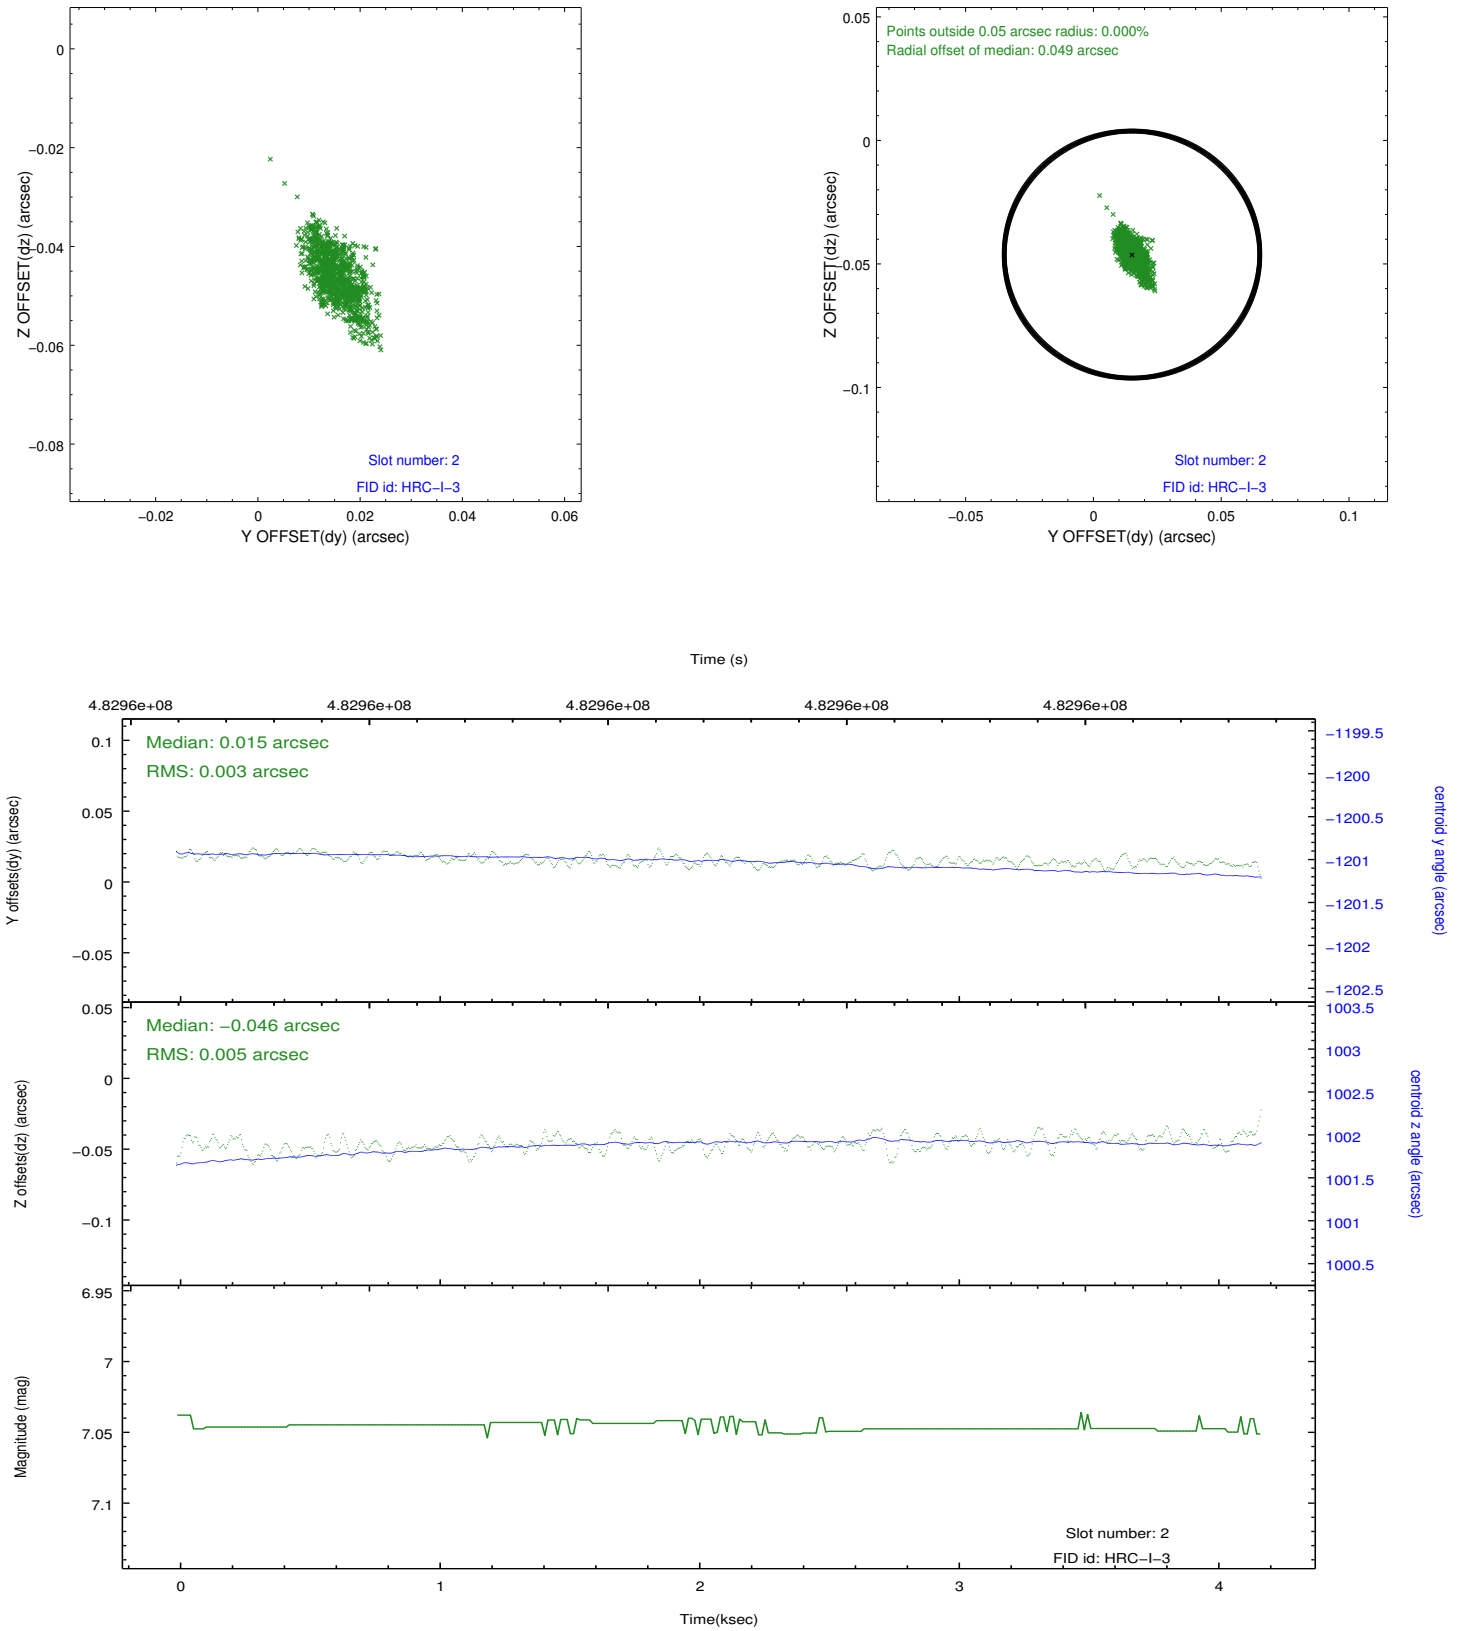 0
−0.02
−0.04
−0.06
−0.08
Z OFFSET(dz) (arcsec)
Slot number: 2
FID id: HRC−I−3
−0.02 0 0.02 0.04 0.06
Y OFFSET(dy) (arcsec)
0.05
0
−0.05
−0.1
Z OFFSET(dz) (arcsec)
Points outside 0.05 arcsec radius: 0.000%
Radial offset of median: 0.049 arcsec
Slot number: 2
FID id: HRC−I−3
−0.05 0 0.05 0.1
Y OFFSET(dy) (arcsec)
Time (s)
4.8296e+08 4.8296e+08 4.8296e+08 4.8296e+08 4.8296e+08
Median: 0.015 arcsec
RMS: 0.003 arcsec
0.1
0.05
0
−0.05
Y offsets(dy) (arcsec)
−1199.5
−1200
−1200.5
−1201
−1201.5
−1202
−1202.5
centroid y angle (arcsec)
Median: −0.046 arcsec
RMS: 0.005 arcsec
0.05
0
−0.05
−0.1
Z offsets(dz) (arcsec)
1003.5
1003
1002.5
1002
1001.5
1001
1000.5
centroid z angle (arcsec)
6.95
7
7.05
7.1
Magnitude (mag)
Slot number: 2
FID id: HRC−I−3
0 1 2 3 4
Time(ksec)